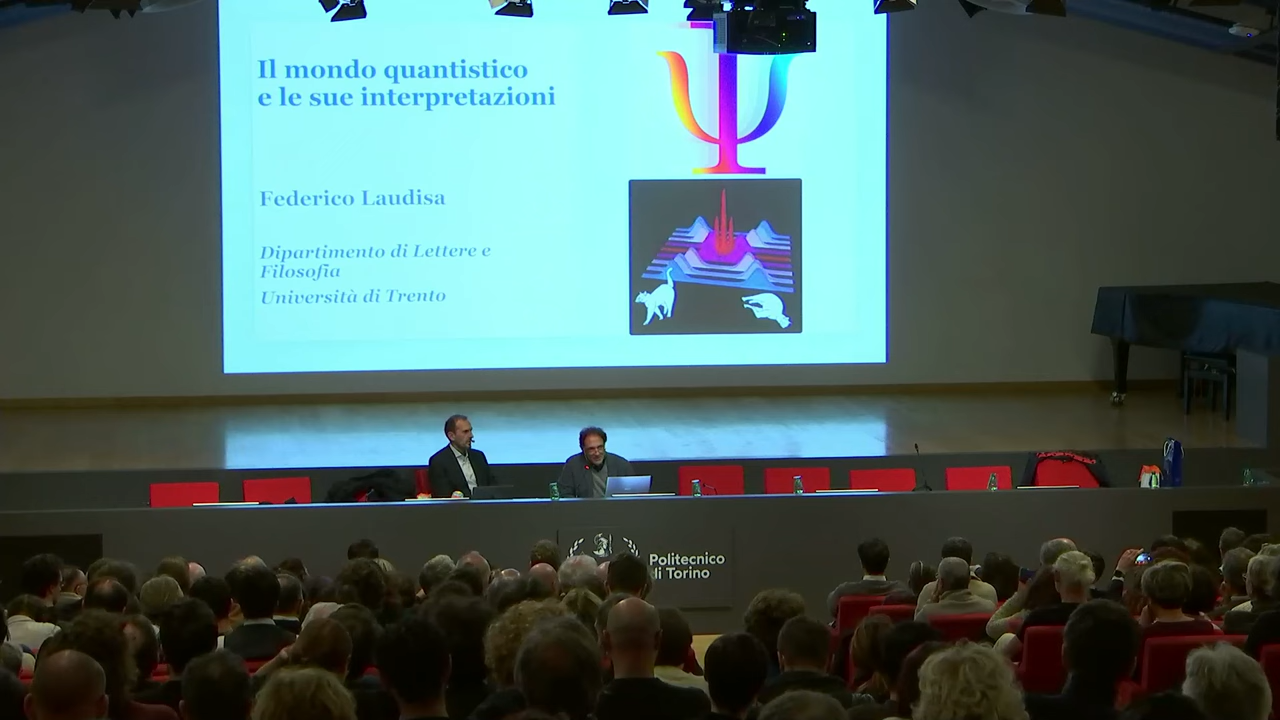 Il mondo quantistico
e le sue interpretazioni
Ψ
Federico Laudisa
Dipartimento di Lettere e
Filosofia
Università di Trento
Politecnico
di Torino